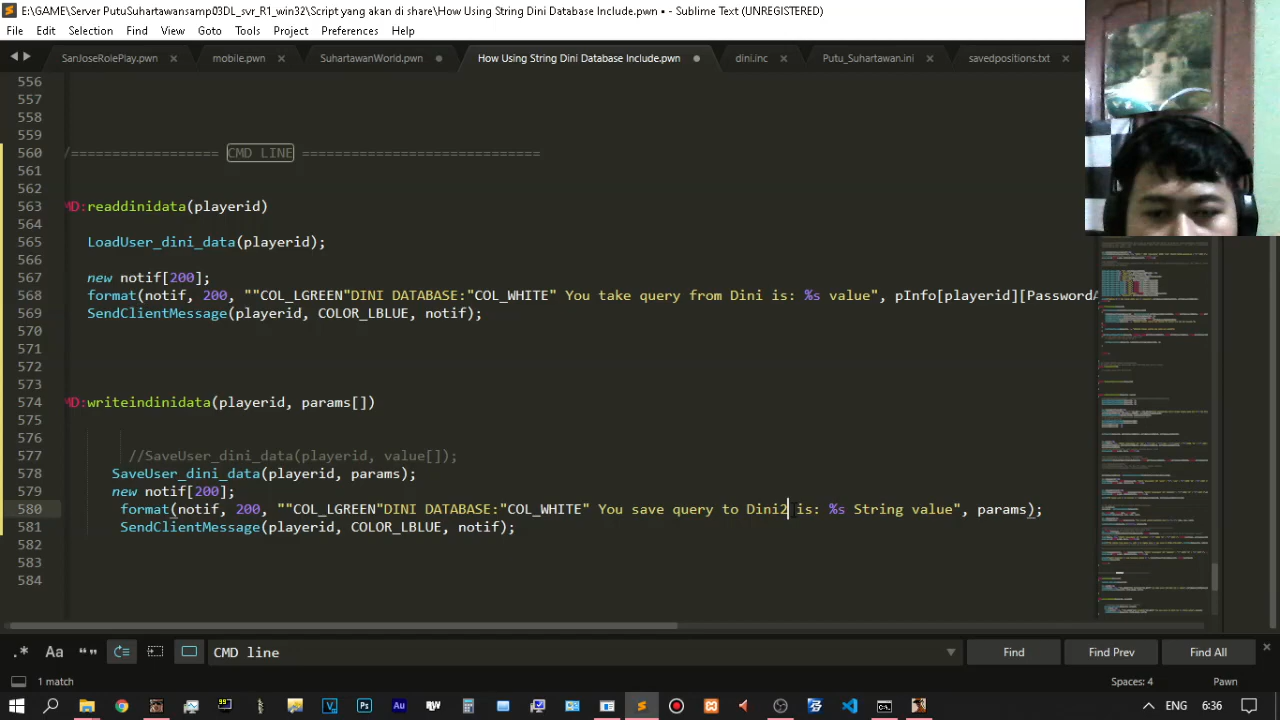 E:\GAME\Server PutuSuhartawansamp03DL_svr_R1_win32\Script yang akan di share\How Using String Dini Database Include.pwn • - Sublime Text (UNREGISTERED)
File Edit Selection Find View Goto Tools Project Preferences Help
SanJoseRolePlay.pwn mobile.pwn SuhartawanWorld.pwn How Using String Dini Database Include.pwn dini.inc Putu_Suhartawan.ini savedpositions.txt
556
557
558
559
560 /================== CMD LINE =============================
561
562
563 MD:readdinidata(playerid)
564
565 LoadUser_dini_data(playerid);
566
567 new notif[200];
568 format(notif, 200, ""COL_LGREEN"DINI DATABASE:"COL_WHITE" You take query from Dini is: %s value", pInfo[playerid][Password
569 SendClientMessage(playerid, COLOR_LBLUE, notif);
570
571
572
573
574 MD:writeindinidata(playerid, params[])
575
576
577 //SaveUser_dini_data(playerid, value[]);
578 SaveUser_dini_data(playerid, params);
579 new notif[200];
580 format(notif, 200, ""COL_LGREEN"DINI DATABASE:"COL_WHITE" You save query to Dini2 is: %s String value", params);
581 SendClientMessage(playerid, COLOR_LBLUE, notif);
582
583
584
.* Aa “” CMD line Find Find Prev Find All
1 match Spaces: 4 Pawn
ENG 6:36